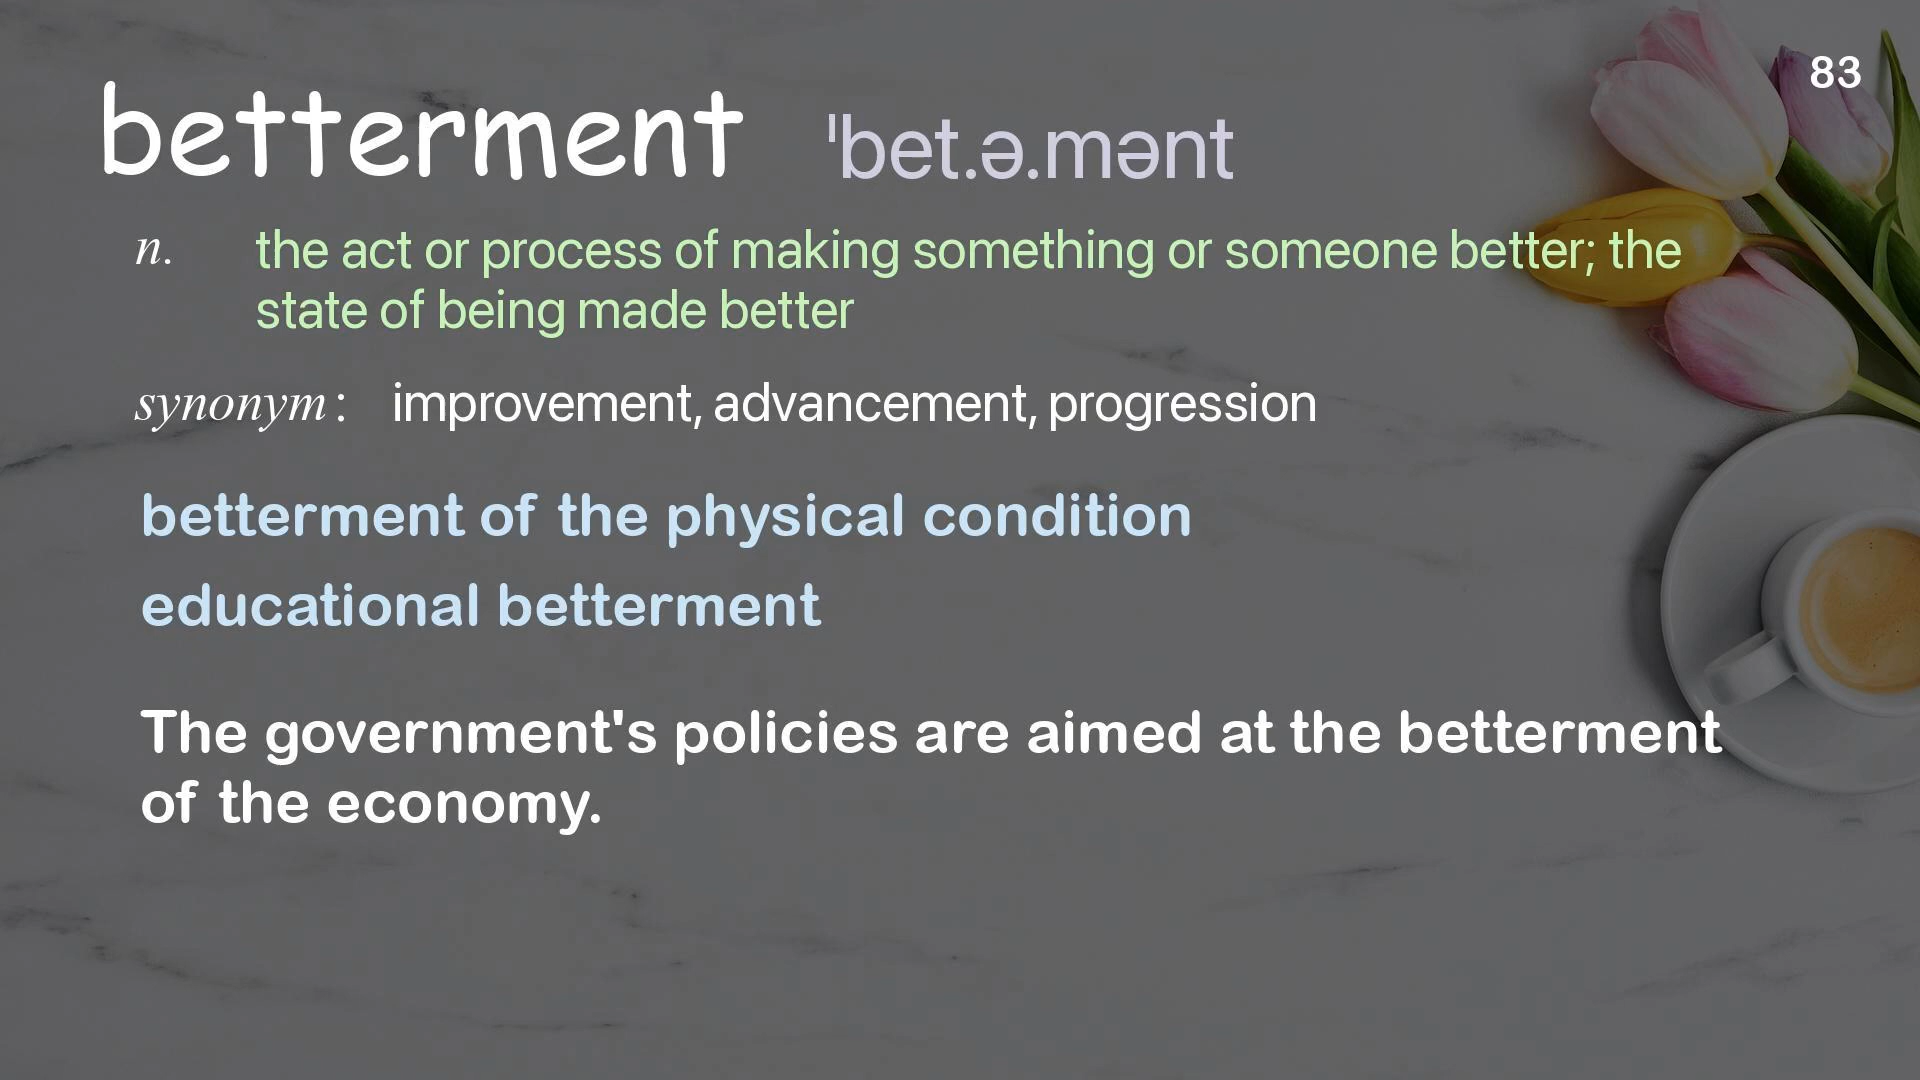 83
betterment ˈbet.ə.mənt
n. the act or process of making something or someone better; the
state of being made better
synonym: improvement, advancement, progression
betterment of the physical condition
educational betterment
The government's policies are aimed at the betterment
of the economy.